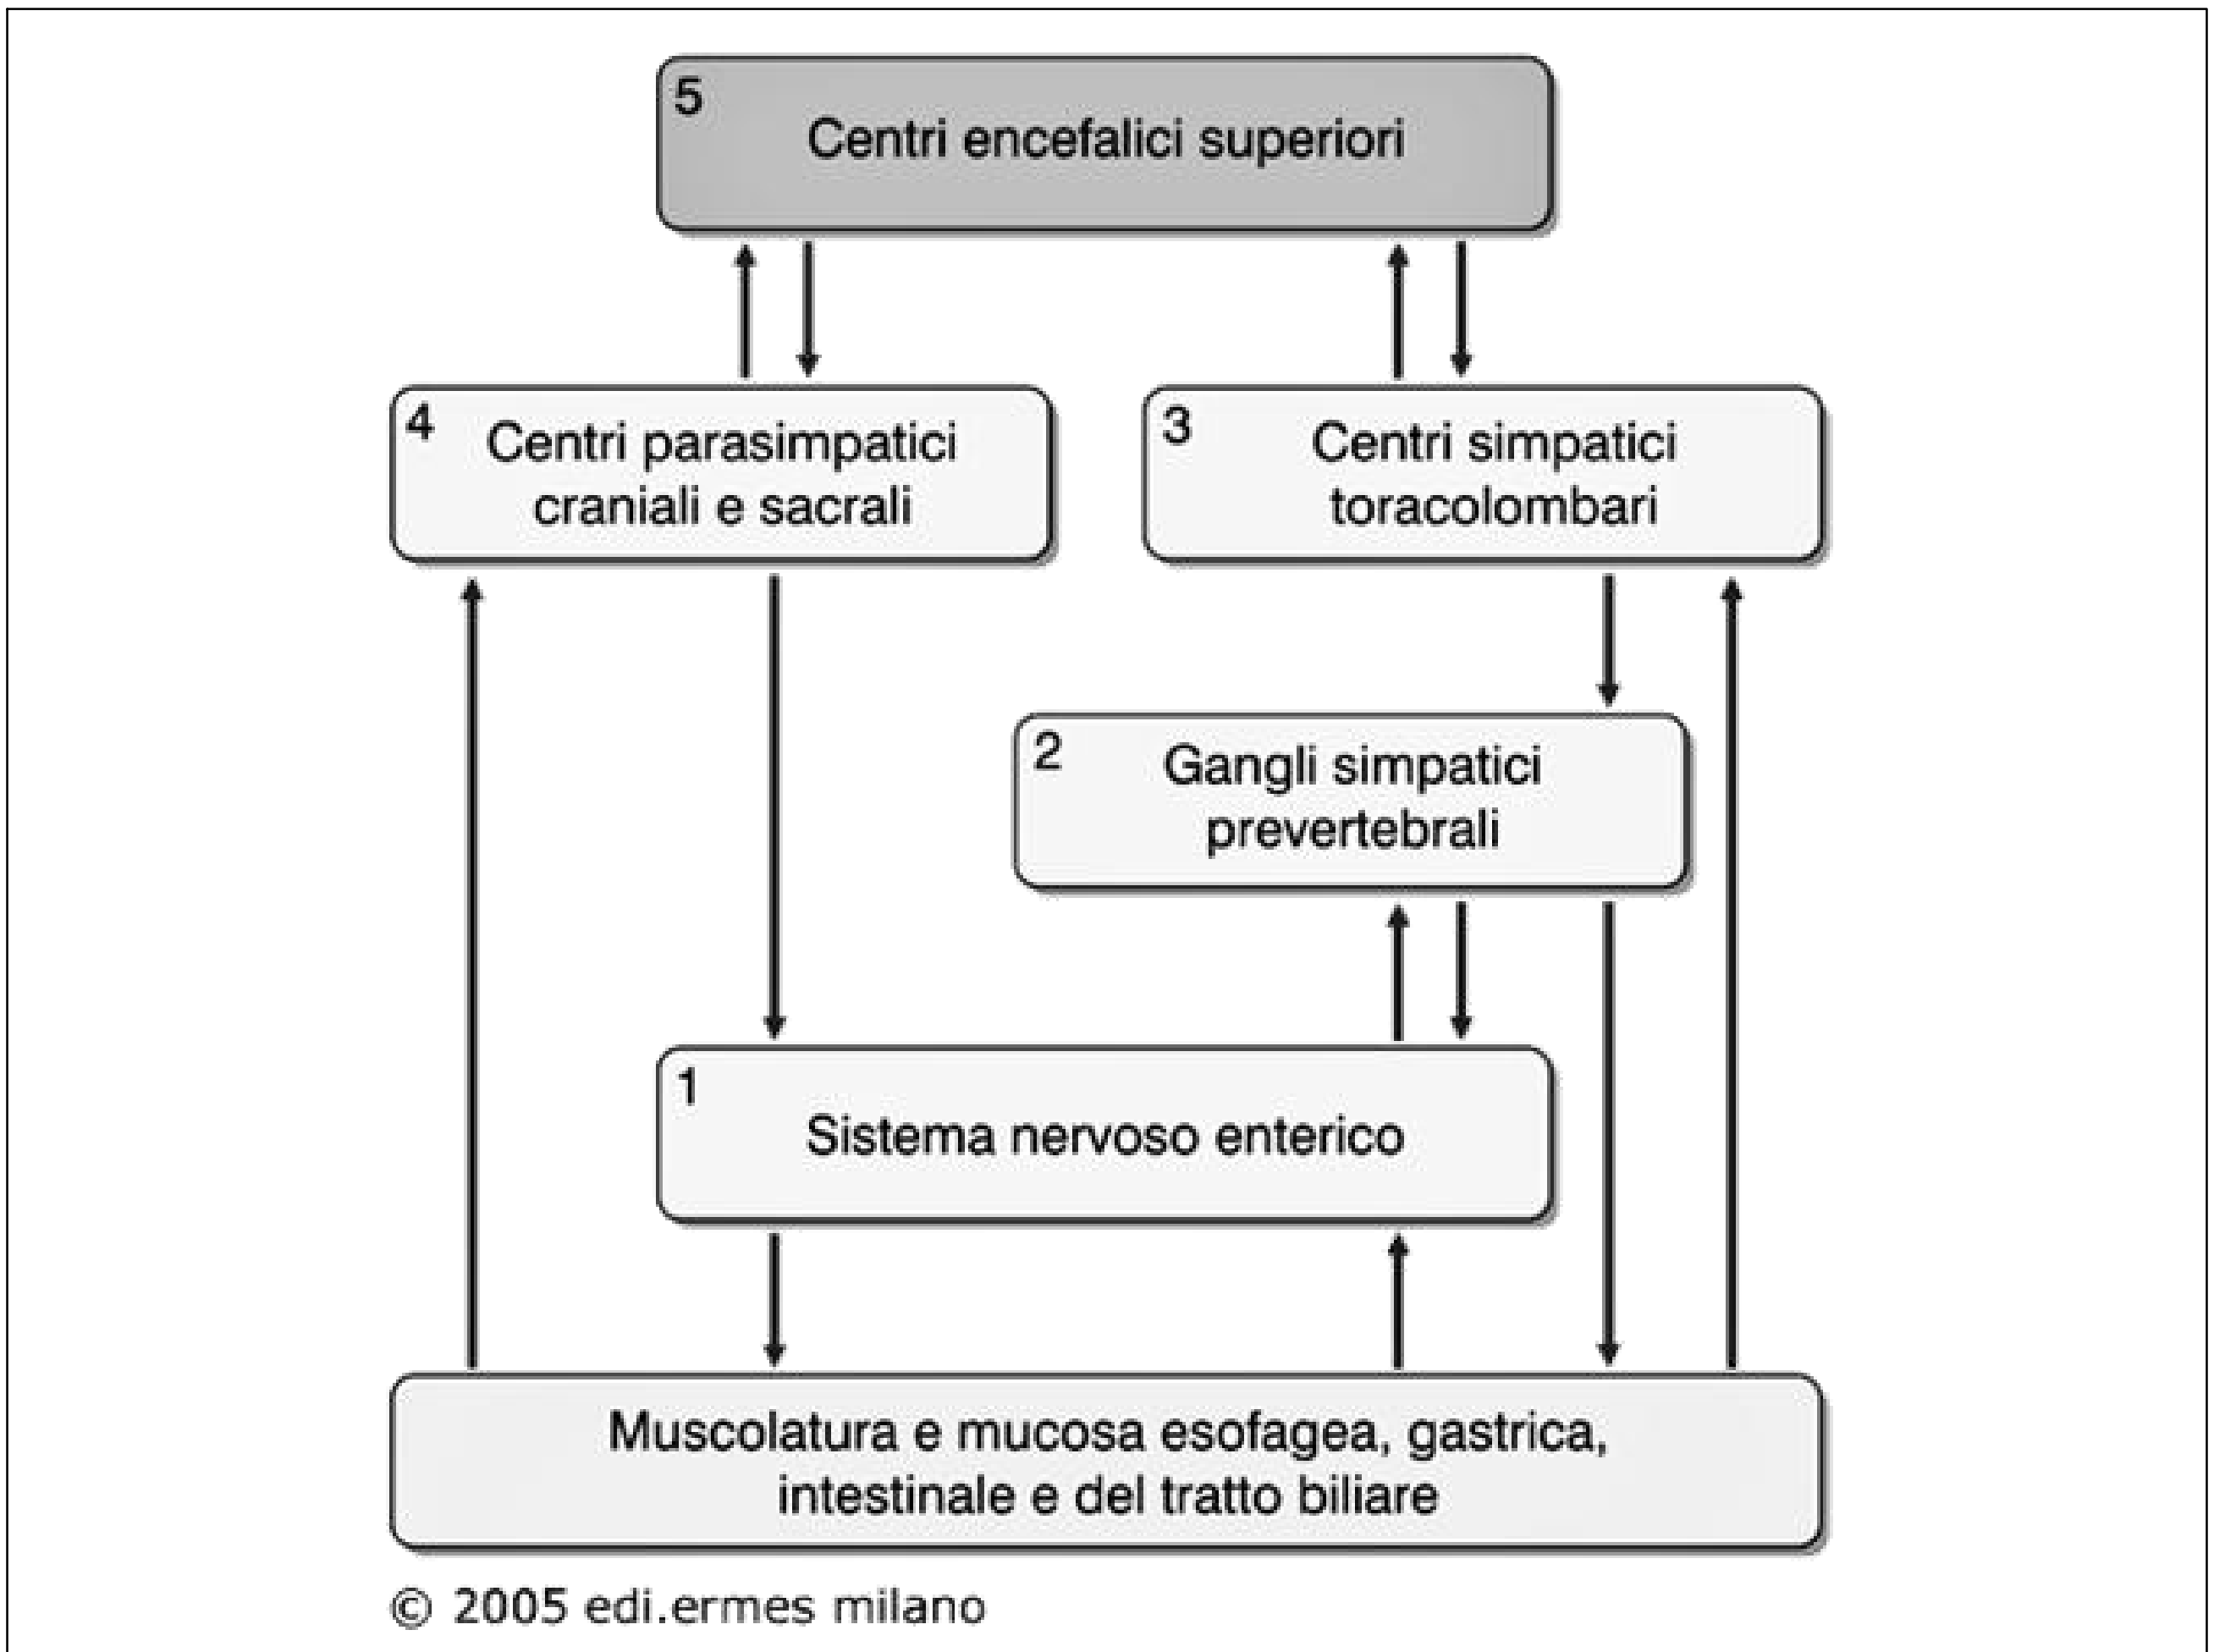 5
Centri encefalici superiori
4
Centri parasimpatici
craniali e sacrali
3
Centri simpatici
toracolombari
2
Gangli simpatici
prevertebrali
1
Sistema nervoso enterico
Muscolatura e mucosa esofagea, gastrica,
intestinale e del tratto biliare
© 2005 edi.ermes milano